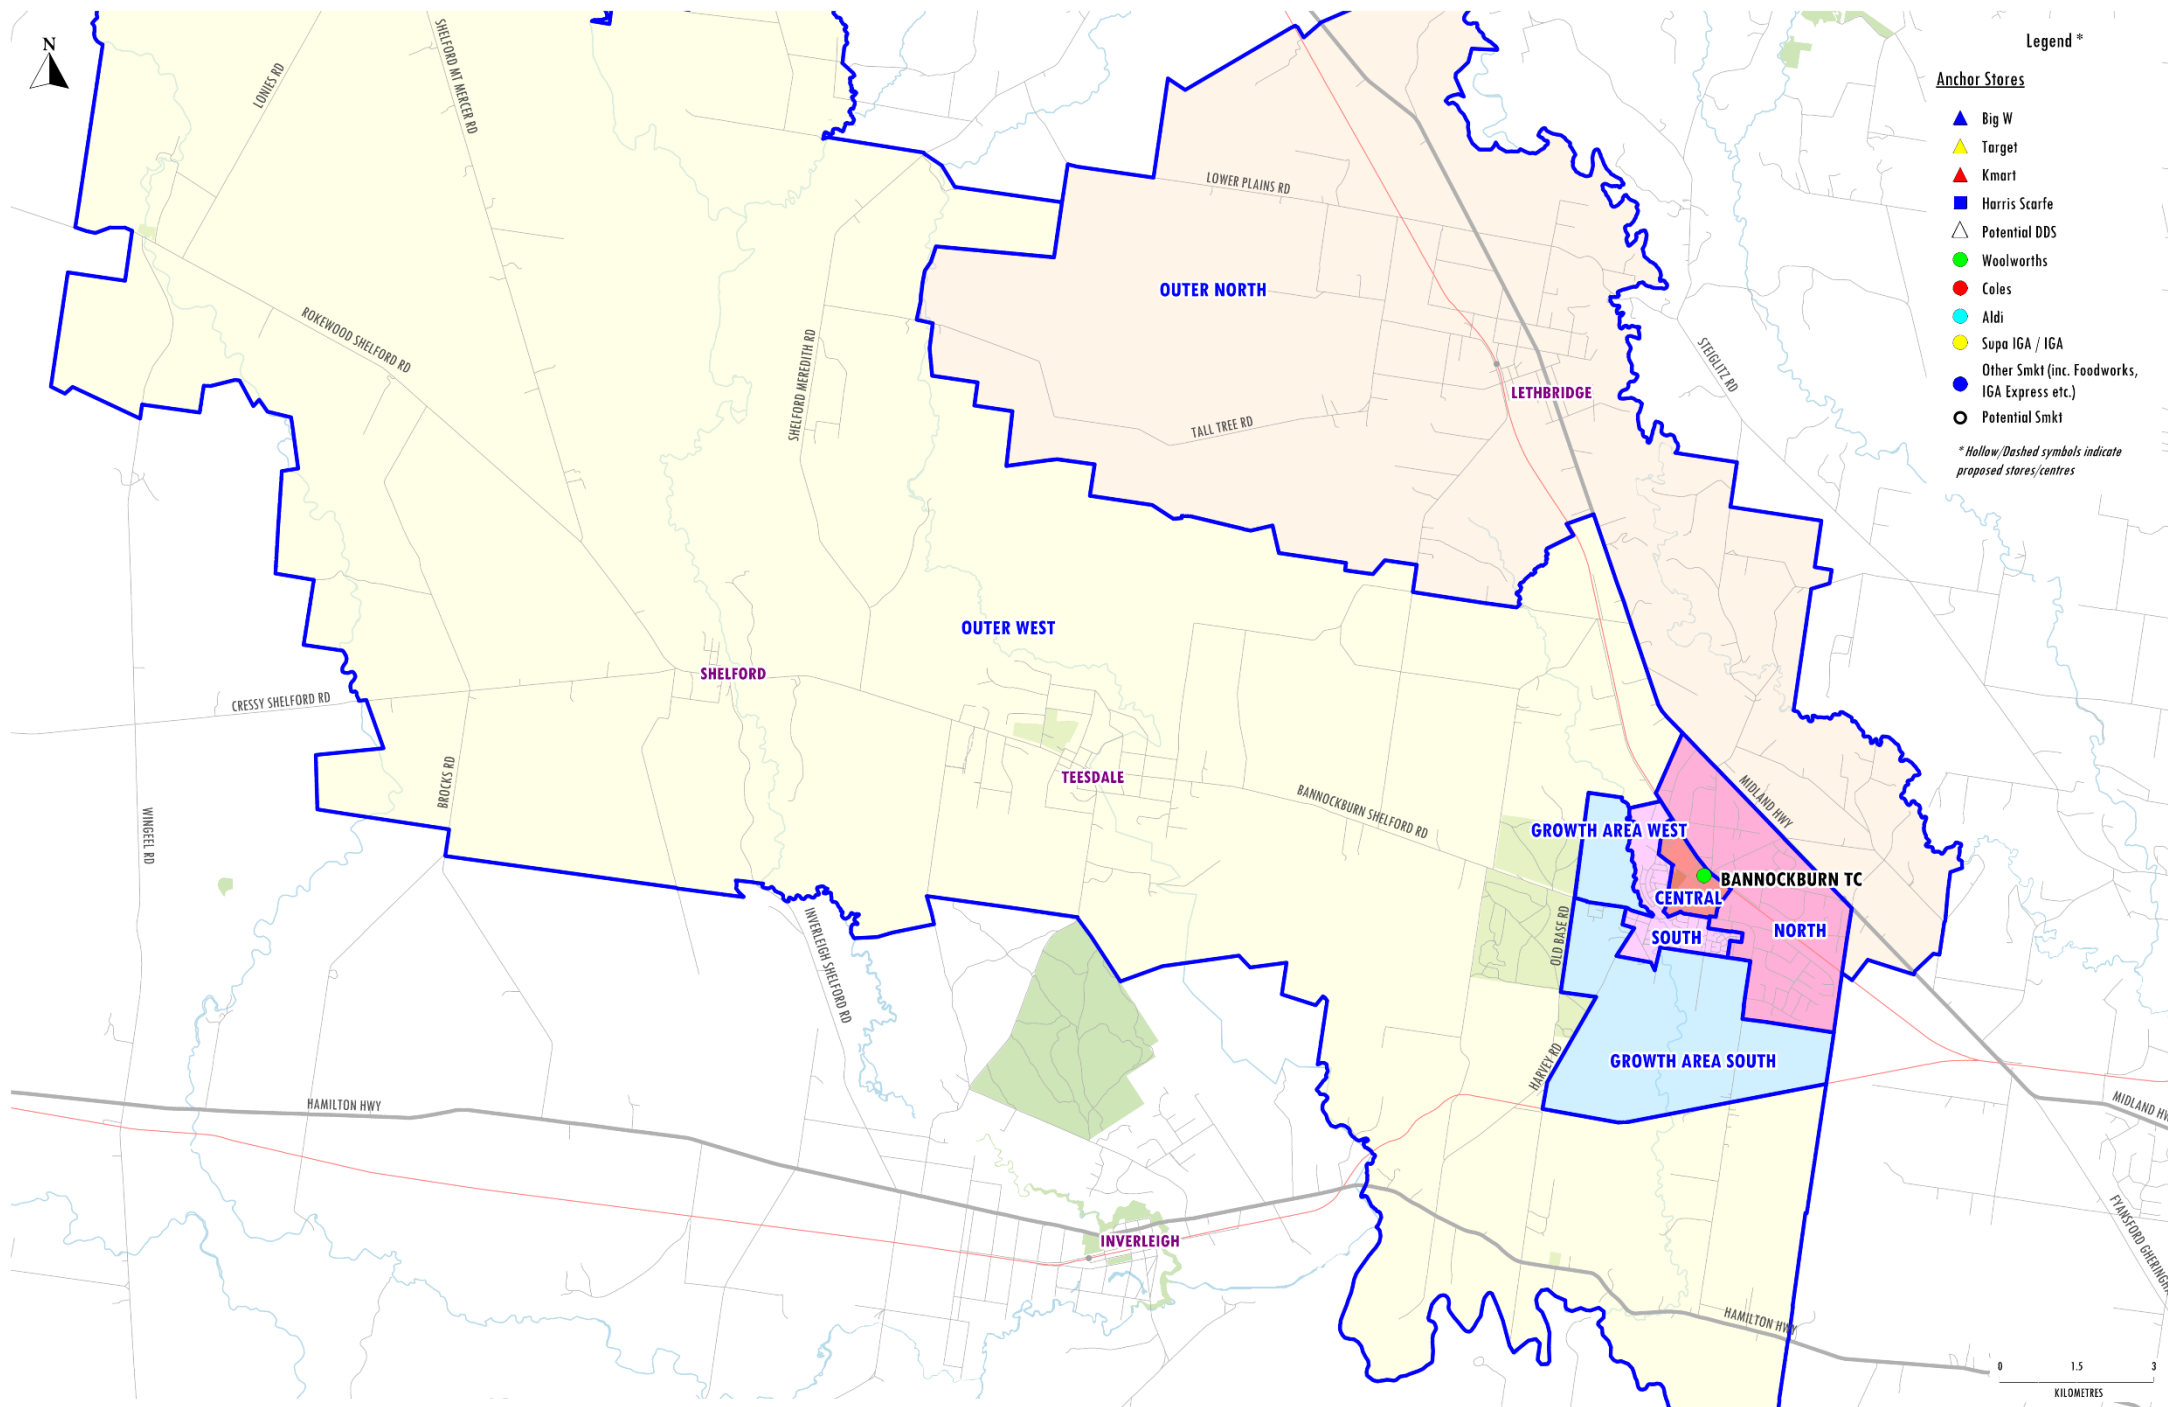 N
Legend *
Anchor Stores
Big W
Target
Kmart
Harris Scarfe
Potential DDS
Woolworths
Coles
Aldi
Supa IGA / IGA
Other Smkt (inc. Foodworks,
IGA Express etc.)
Potential Smkt
* Hollow/Dashed symbols indicate
proposed stores/centres
LONIES RD
SHELFORD MT MERCER RD
LOWER PLAINS RD
OUTER NORTH
ROKEWOOD SHELFORD RD
SHELFORD MEREDITH RD
STEIGLITZ RD
LETHBRIDGE
TALL TREE RD
OUTER WEST
SHELFORD
CRESSY SHELFORD RD
TEESDALE
BROCKS RD
WINGEEL RD
BANNOCKBURN SHELFORD RD
MIDLAND HWY
GROWTH AREA WEST
BANNOCKBURN TC
CENTRAL
SOUTH
NORTH
OLD BASE RD
INVERLEIGH SHELFORD RD
HARVEY RD
GROWTH AREA SOUTH
HAMILTON HWY
MIDLAND HW
INVERLEIGH
FYANSFORD GHERINGH
HAMILTON HWY
0 1.5 3
KILOMETRES